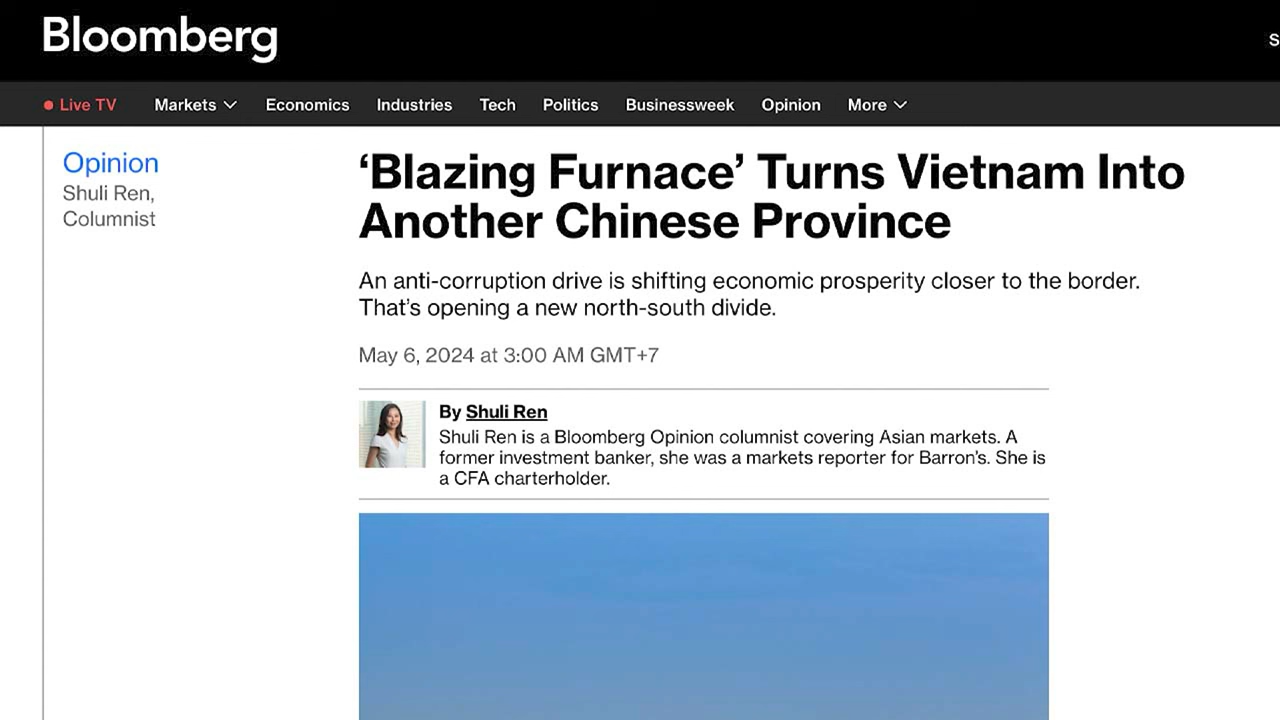 Bloomberg
S
Live TV Markets Economics Industries Tech Politics Businessweek Opinion More
Opinion
Shuli Ren,
Columnist
‘Blazing Furnace’ Turns Vietnam Into
Another Chinese Province
An anti-corruption drive is shifting economic prosperity closer to the border.
That’s opening a new north-south divide.
May 6, 2024 at 3:00 AM GMT+7
By Shuli Ren
Shuli Ren is a Bloomberg Opinion columnist covering Asian markets. A
former investment banker, she was a markets reporter for Barron’s. She is
a CFA charterholder.